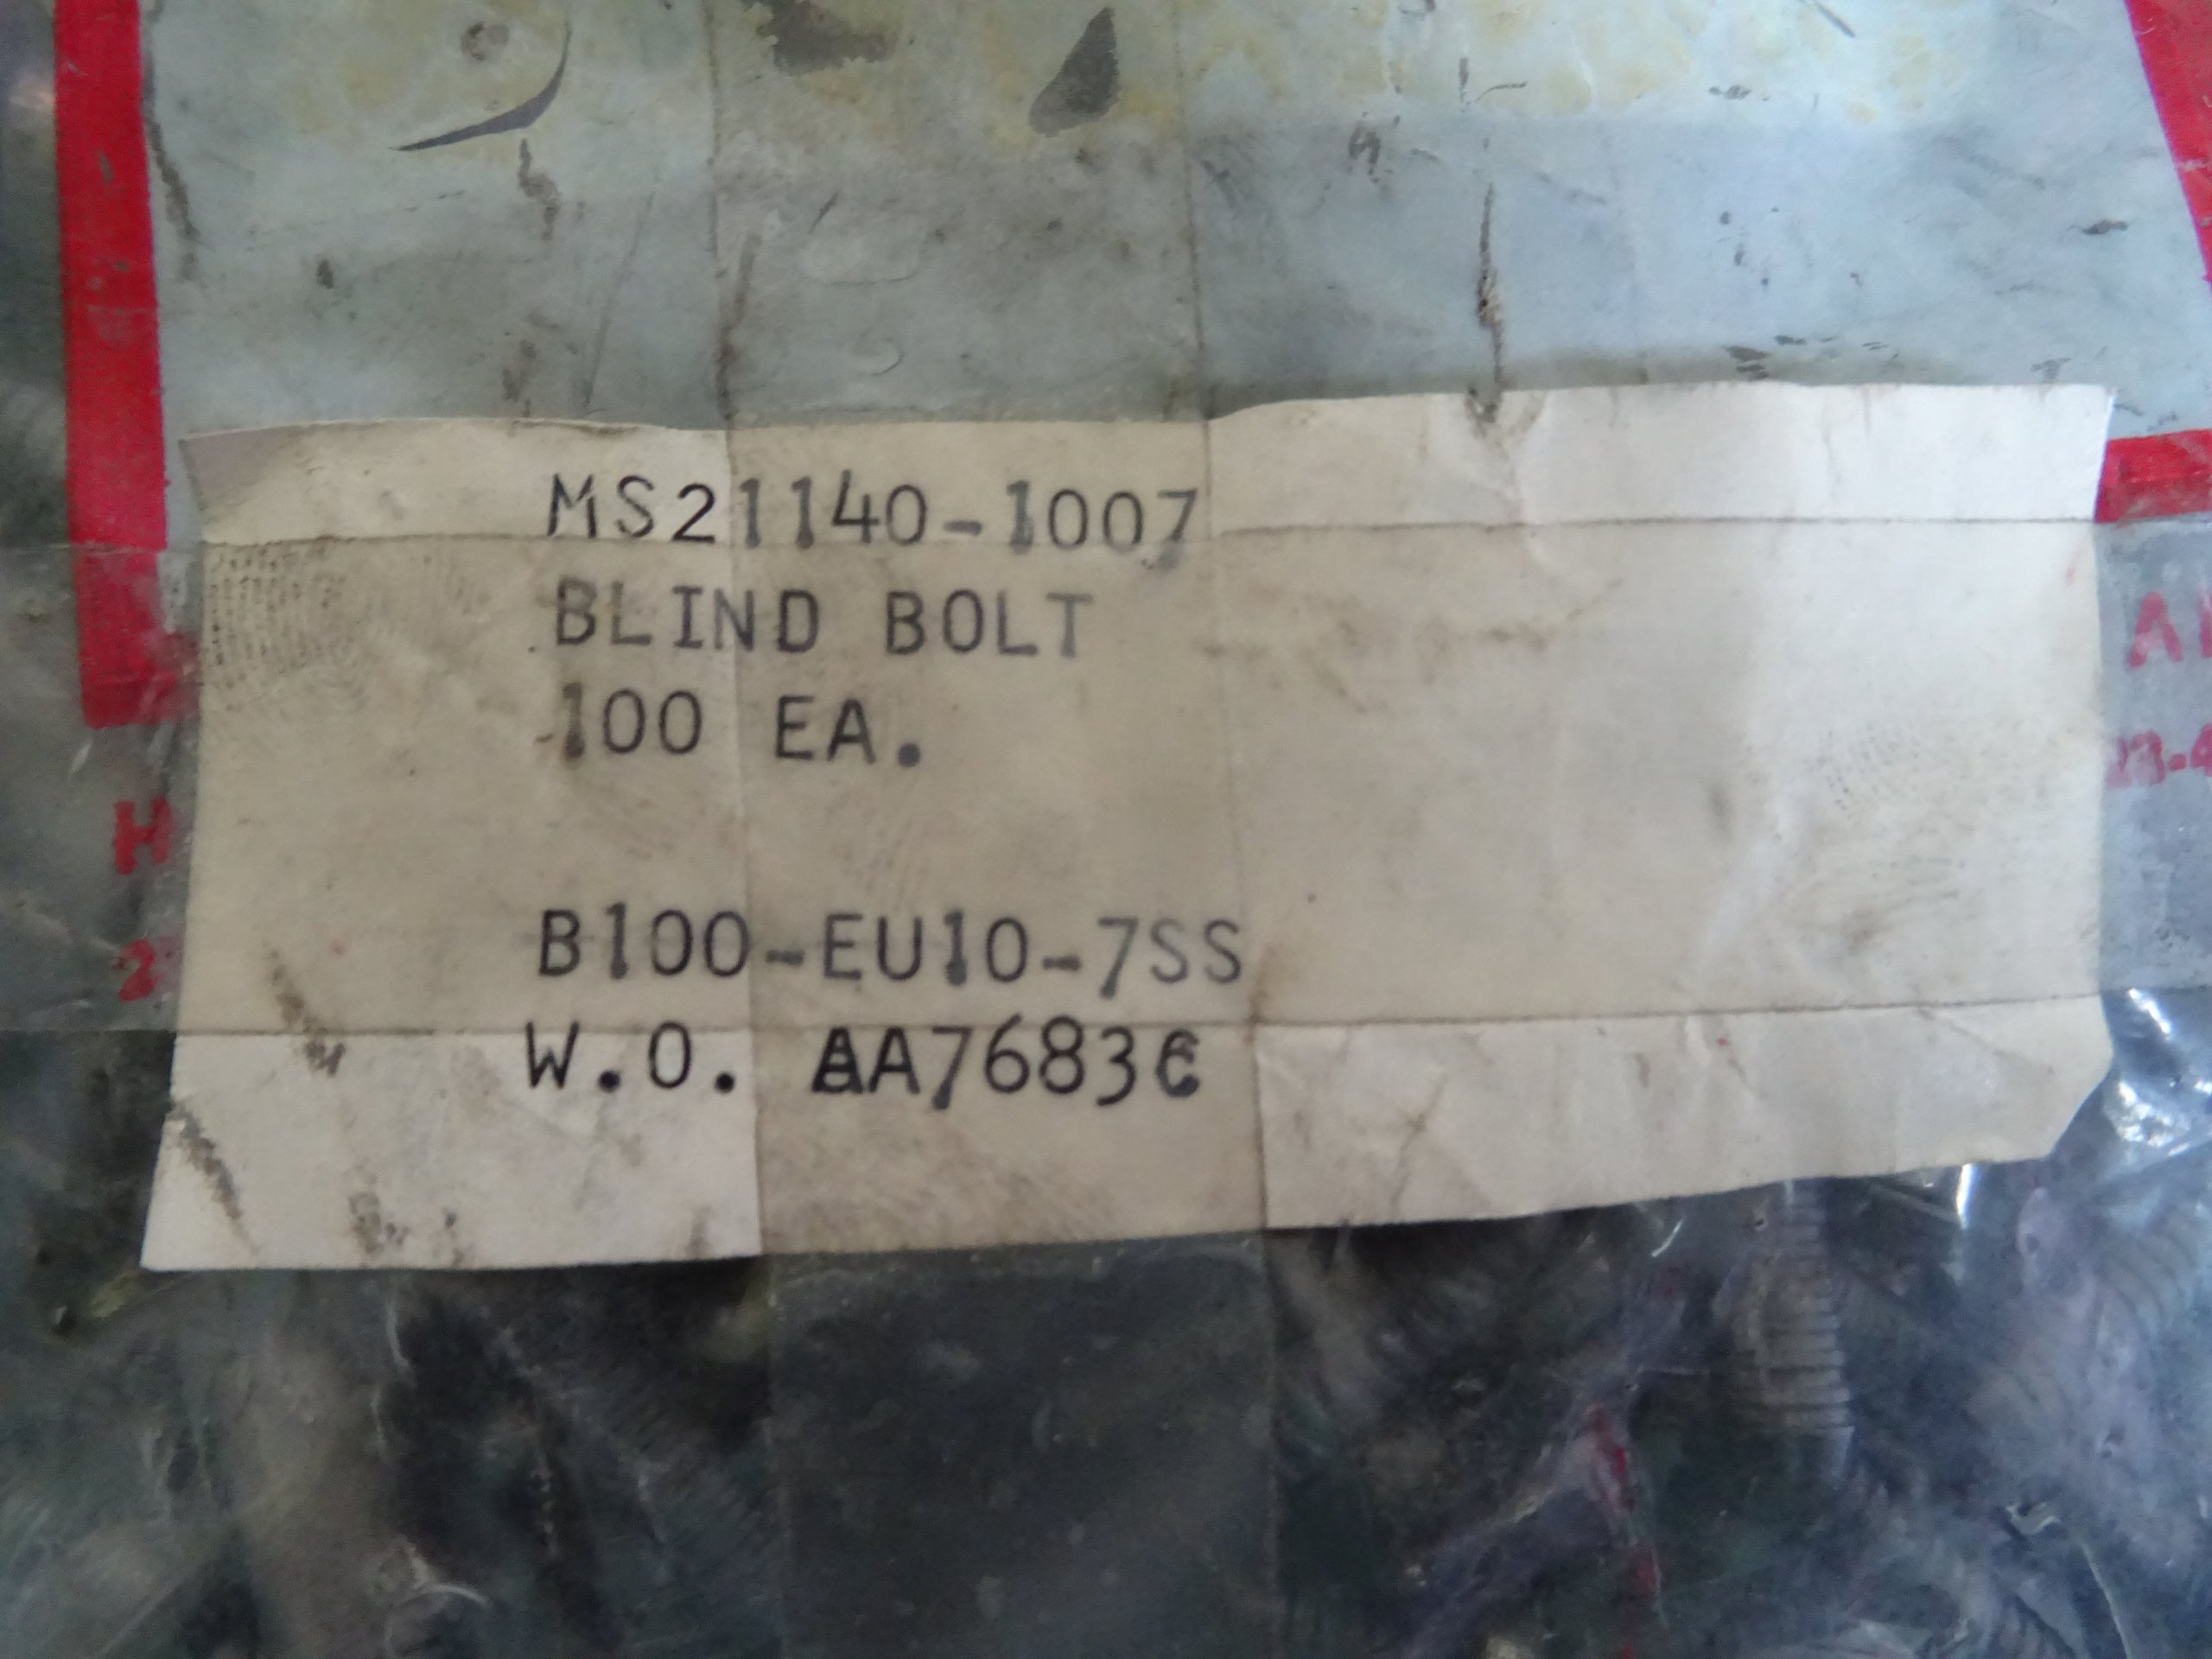 MS21140-1007
BLIND BOLT
100 EA.
B100-EU10-7SS
W.O. AA7683C